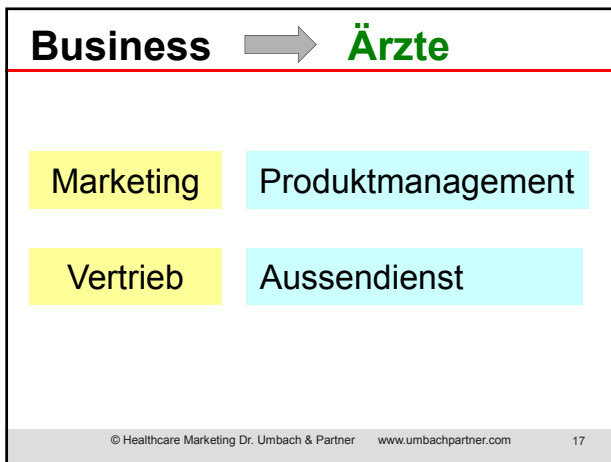 Business Ärzte
Marketing Produktmanagement
Vertrieb Aussendienst
© Healthcare Marketing Dr. Umbach & Partner www.umbachpartner.com 17